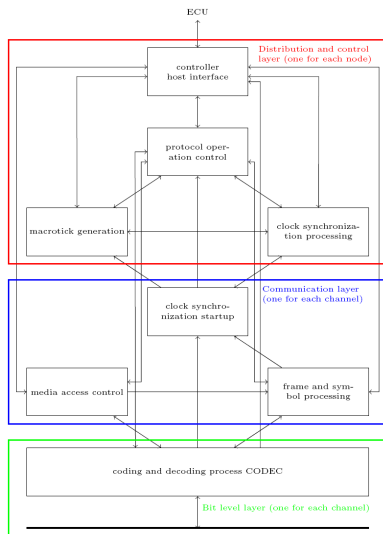 ECU
Distribution and control
layer (one for each node)
controller
host interface
protocol oper-
ation control
macrotick generation
clock synchroniza-
tion processing
Communication layer
(one for each channel)
clock synchro-
nization startup
media access control
frame and sym-
bol processing
coding and decoding process CODEC
Bit level layer (one for each channel)